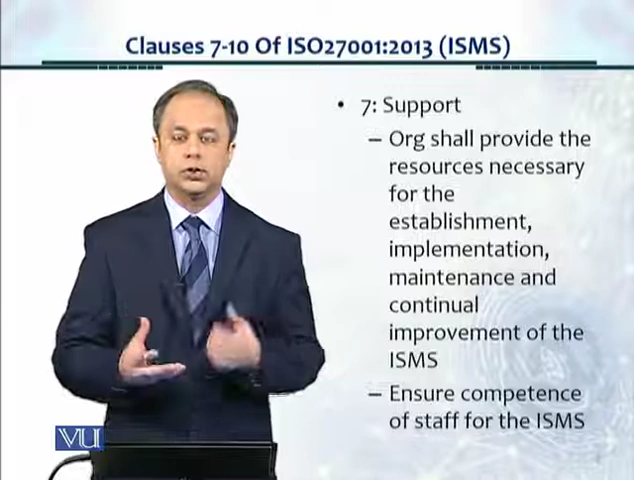 Clauses 7-10 Of ISO27001:2013 (ISMS)
• 7: Support
– Org shall provide the
resources necessary
for the
establishment,
implementation,
maintenance and
continual
improvement of the
ISMS
– Ensure competence
of staff for the ISMS
VU